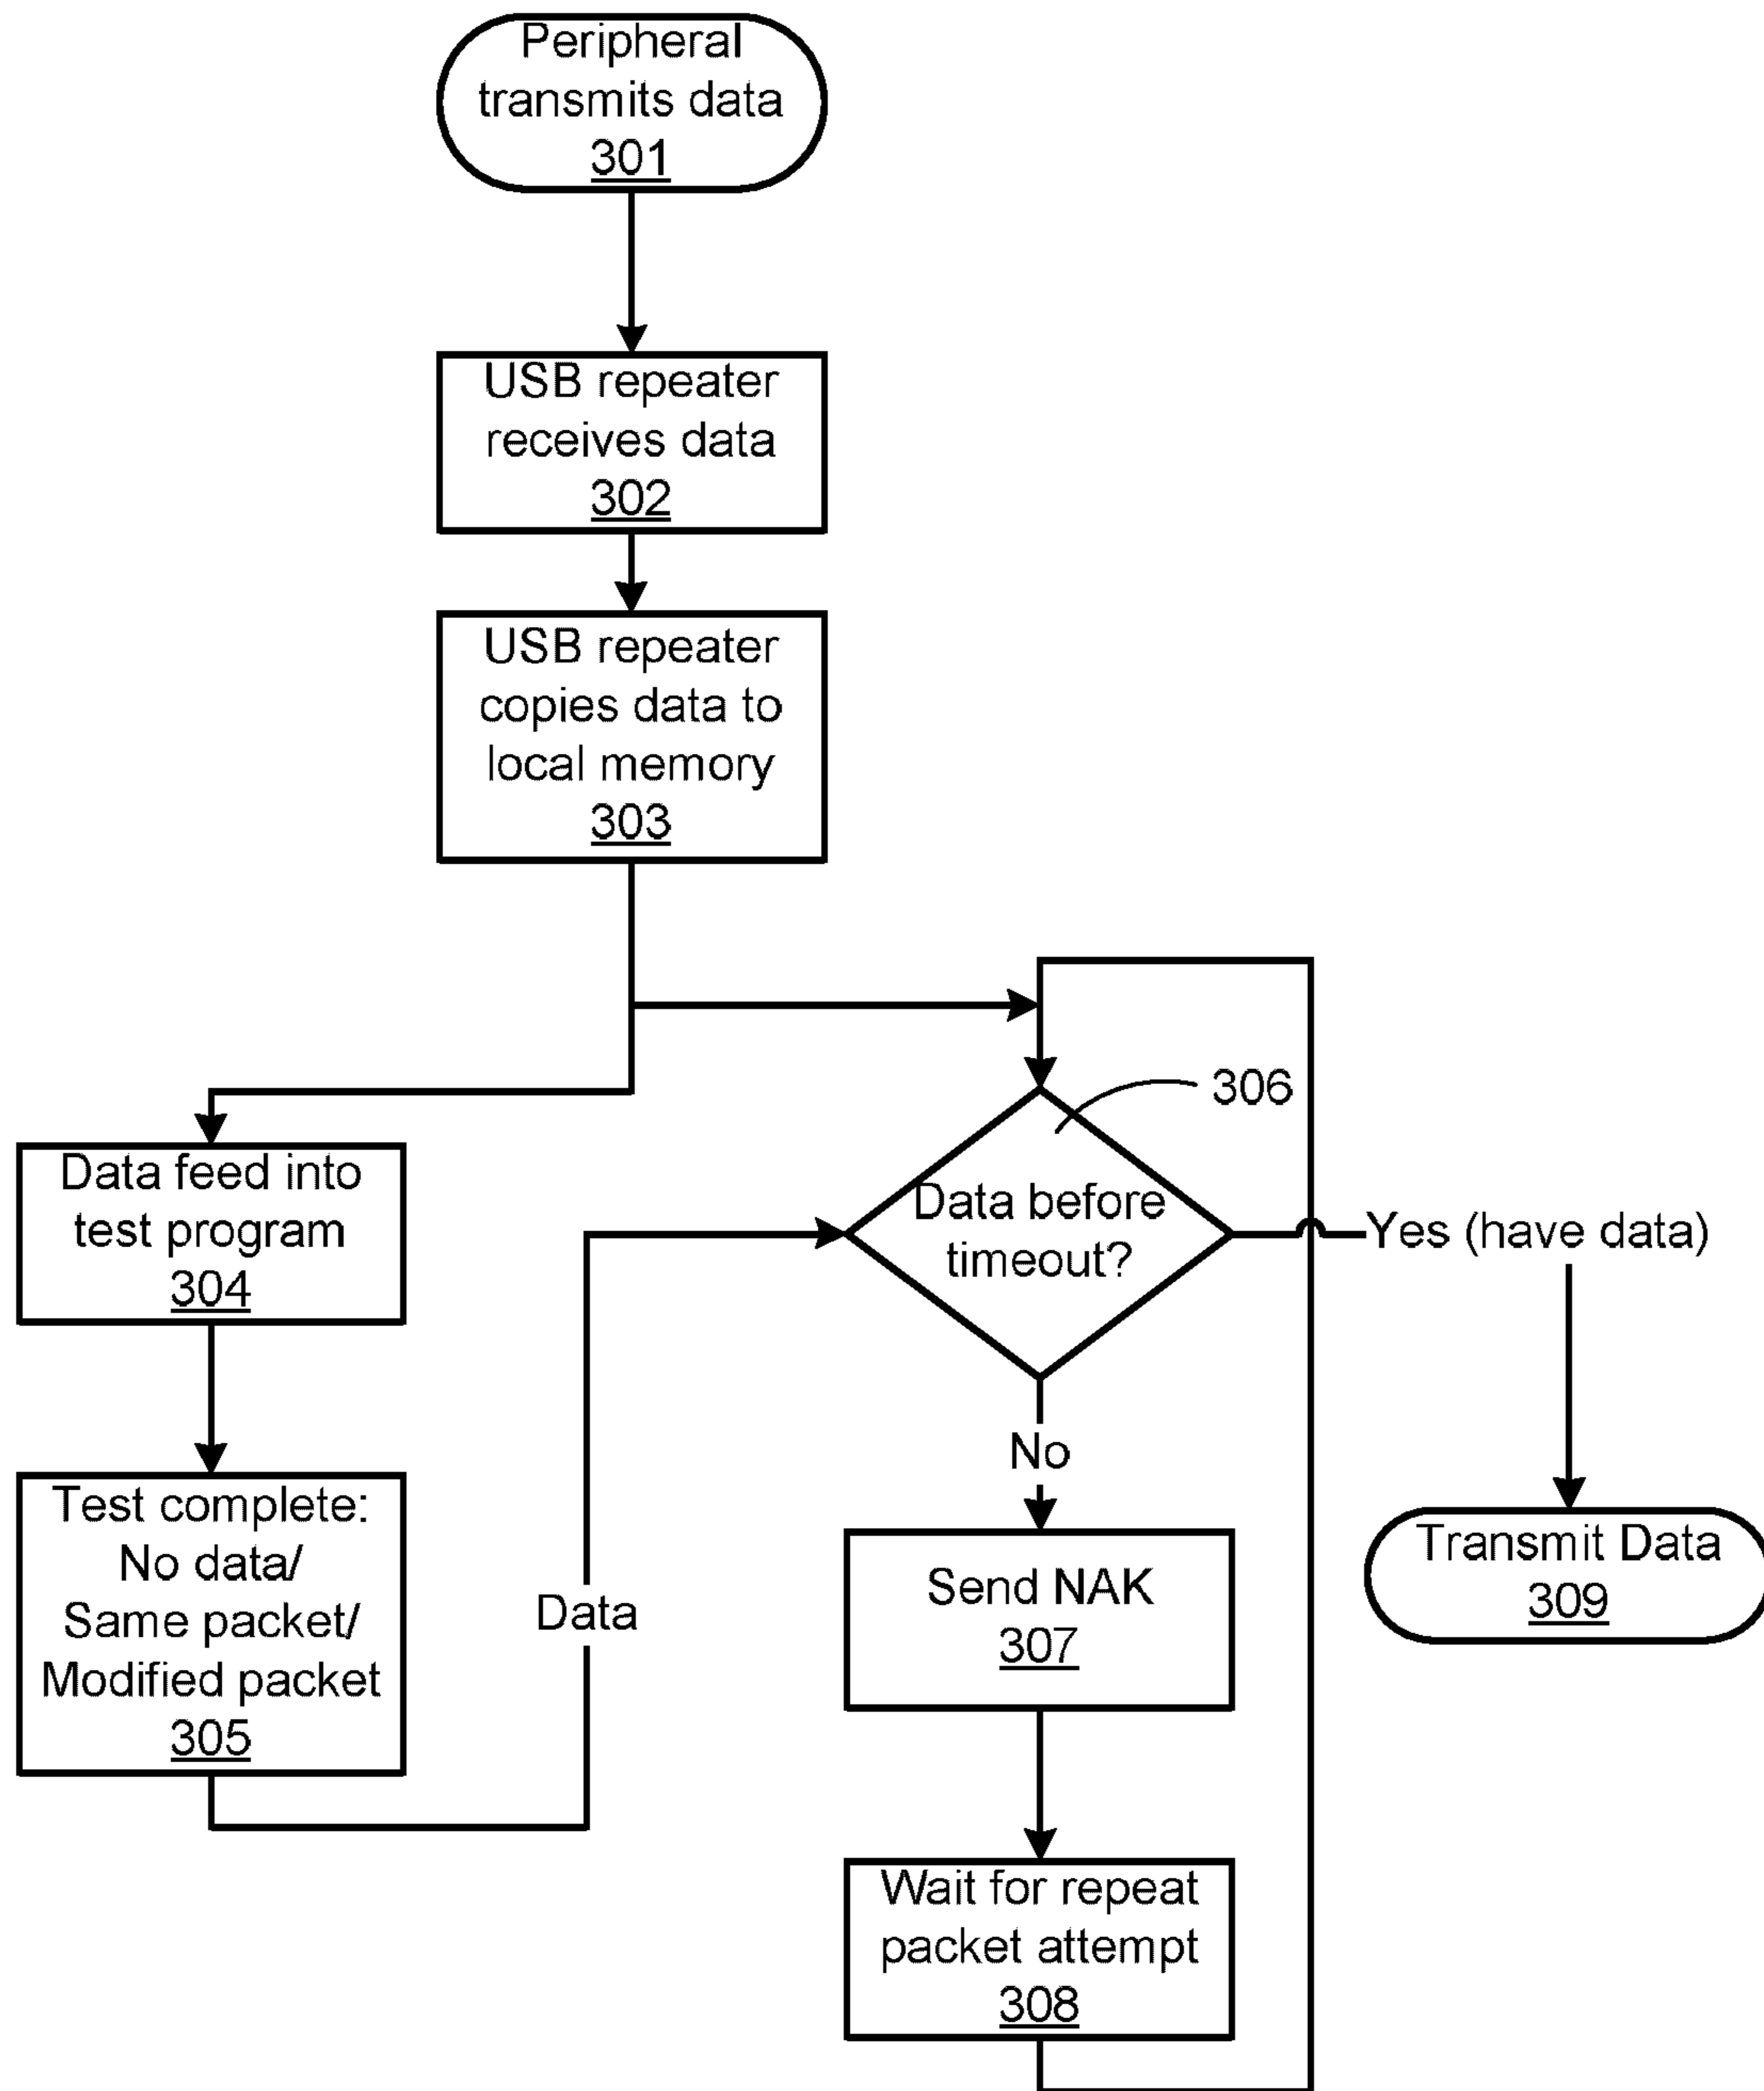 Peripheral
transmits data
301
USB repeater
receives data
302
USB repeater
copies data to
local memory
303
306
Data feed into
test program
304
Data before
timeout?
Yes (have data)
No
Test complete:
No data/
Same packet/
Modified packet
305
Data
Send NAK
307
Transmit Data
309
Wait for repeat
packet attempt
308